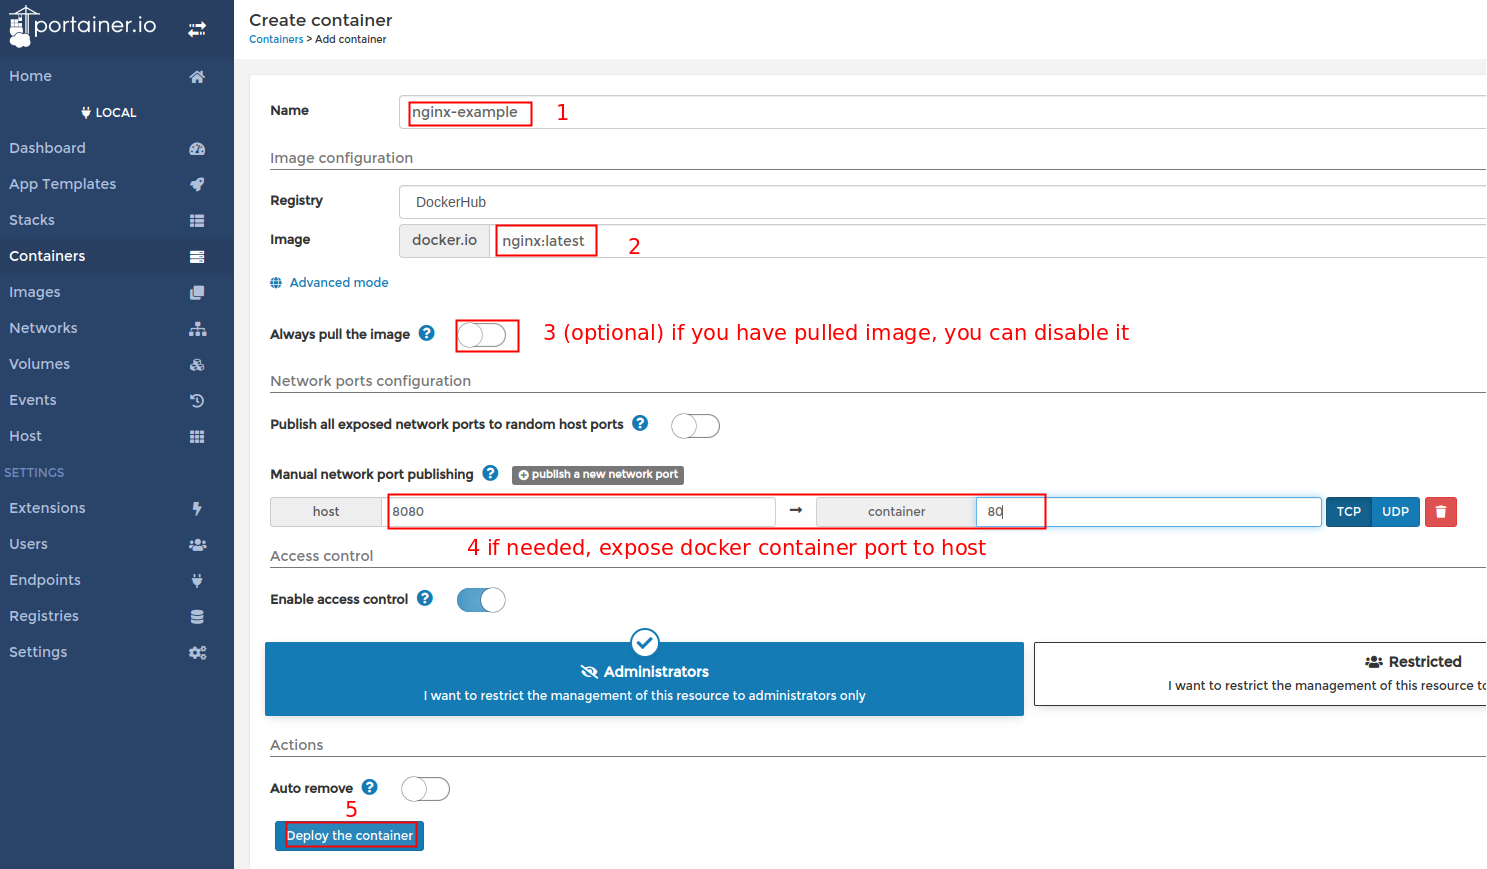 portainer.io
Create container
Containers > Add container
Home
LOCAL
Dashboard
App Templates
Stacks
Containers
Images
Networks
Volumes
Events
Host
SETTINGS
Extensions
Users
Endpoints
Registries
Settings
Name
nginx-example
1
Image configuration
Registry
DockerHub
Image
docker.io
nginx:latest
2
Advanced mode
Always pull the image
3 (optional) if you have pulled image, you can disable it
Network ports configuration
Publish all exposed network ports to random host ports
Manual network port publishing
publish a new network port
host
8080
container
80
TCP
UDP
4 if needed, expose docker container port to host
Access control
Enable access control
Administrators
I want to restrict the management of this resource to administrators only
Restricted
I want to restrict the management of this resource to
Actions
Auto remove
5
Deploy the container